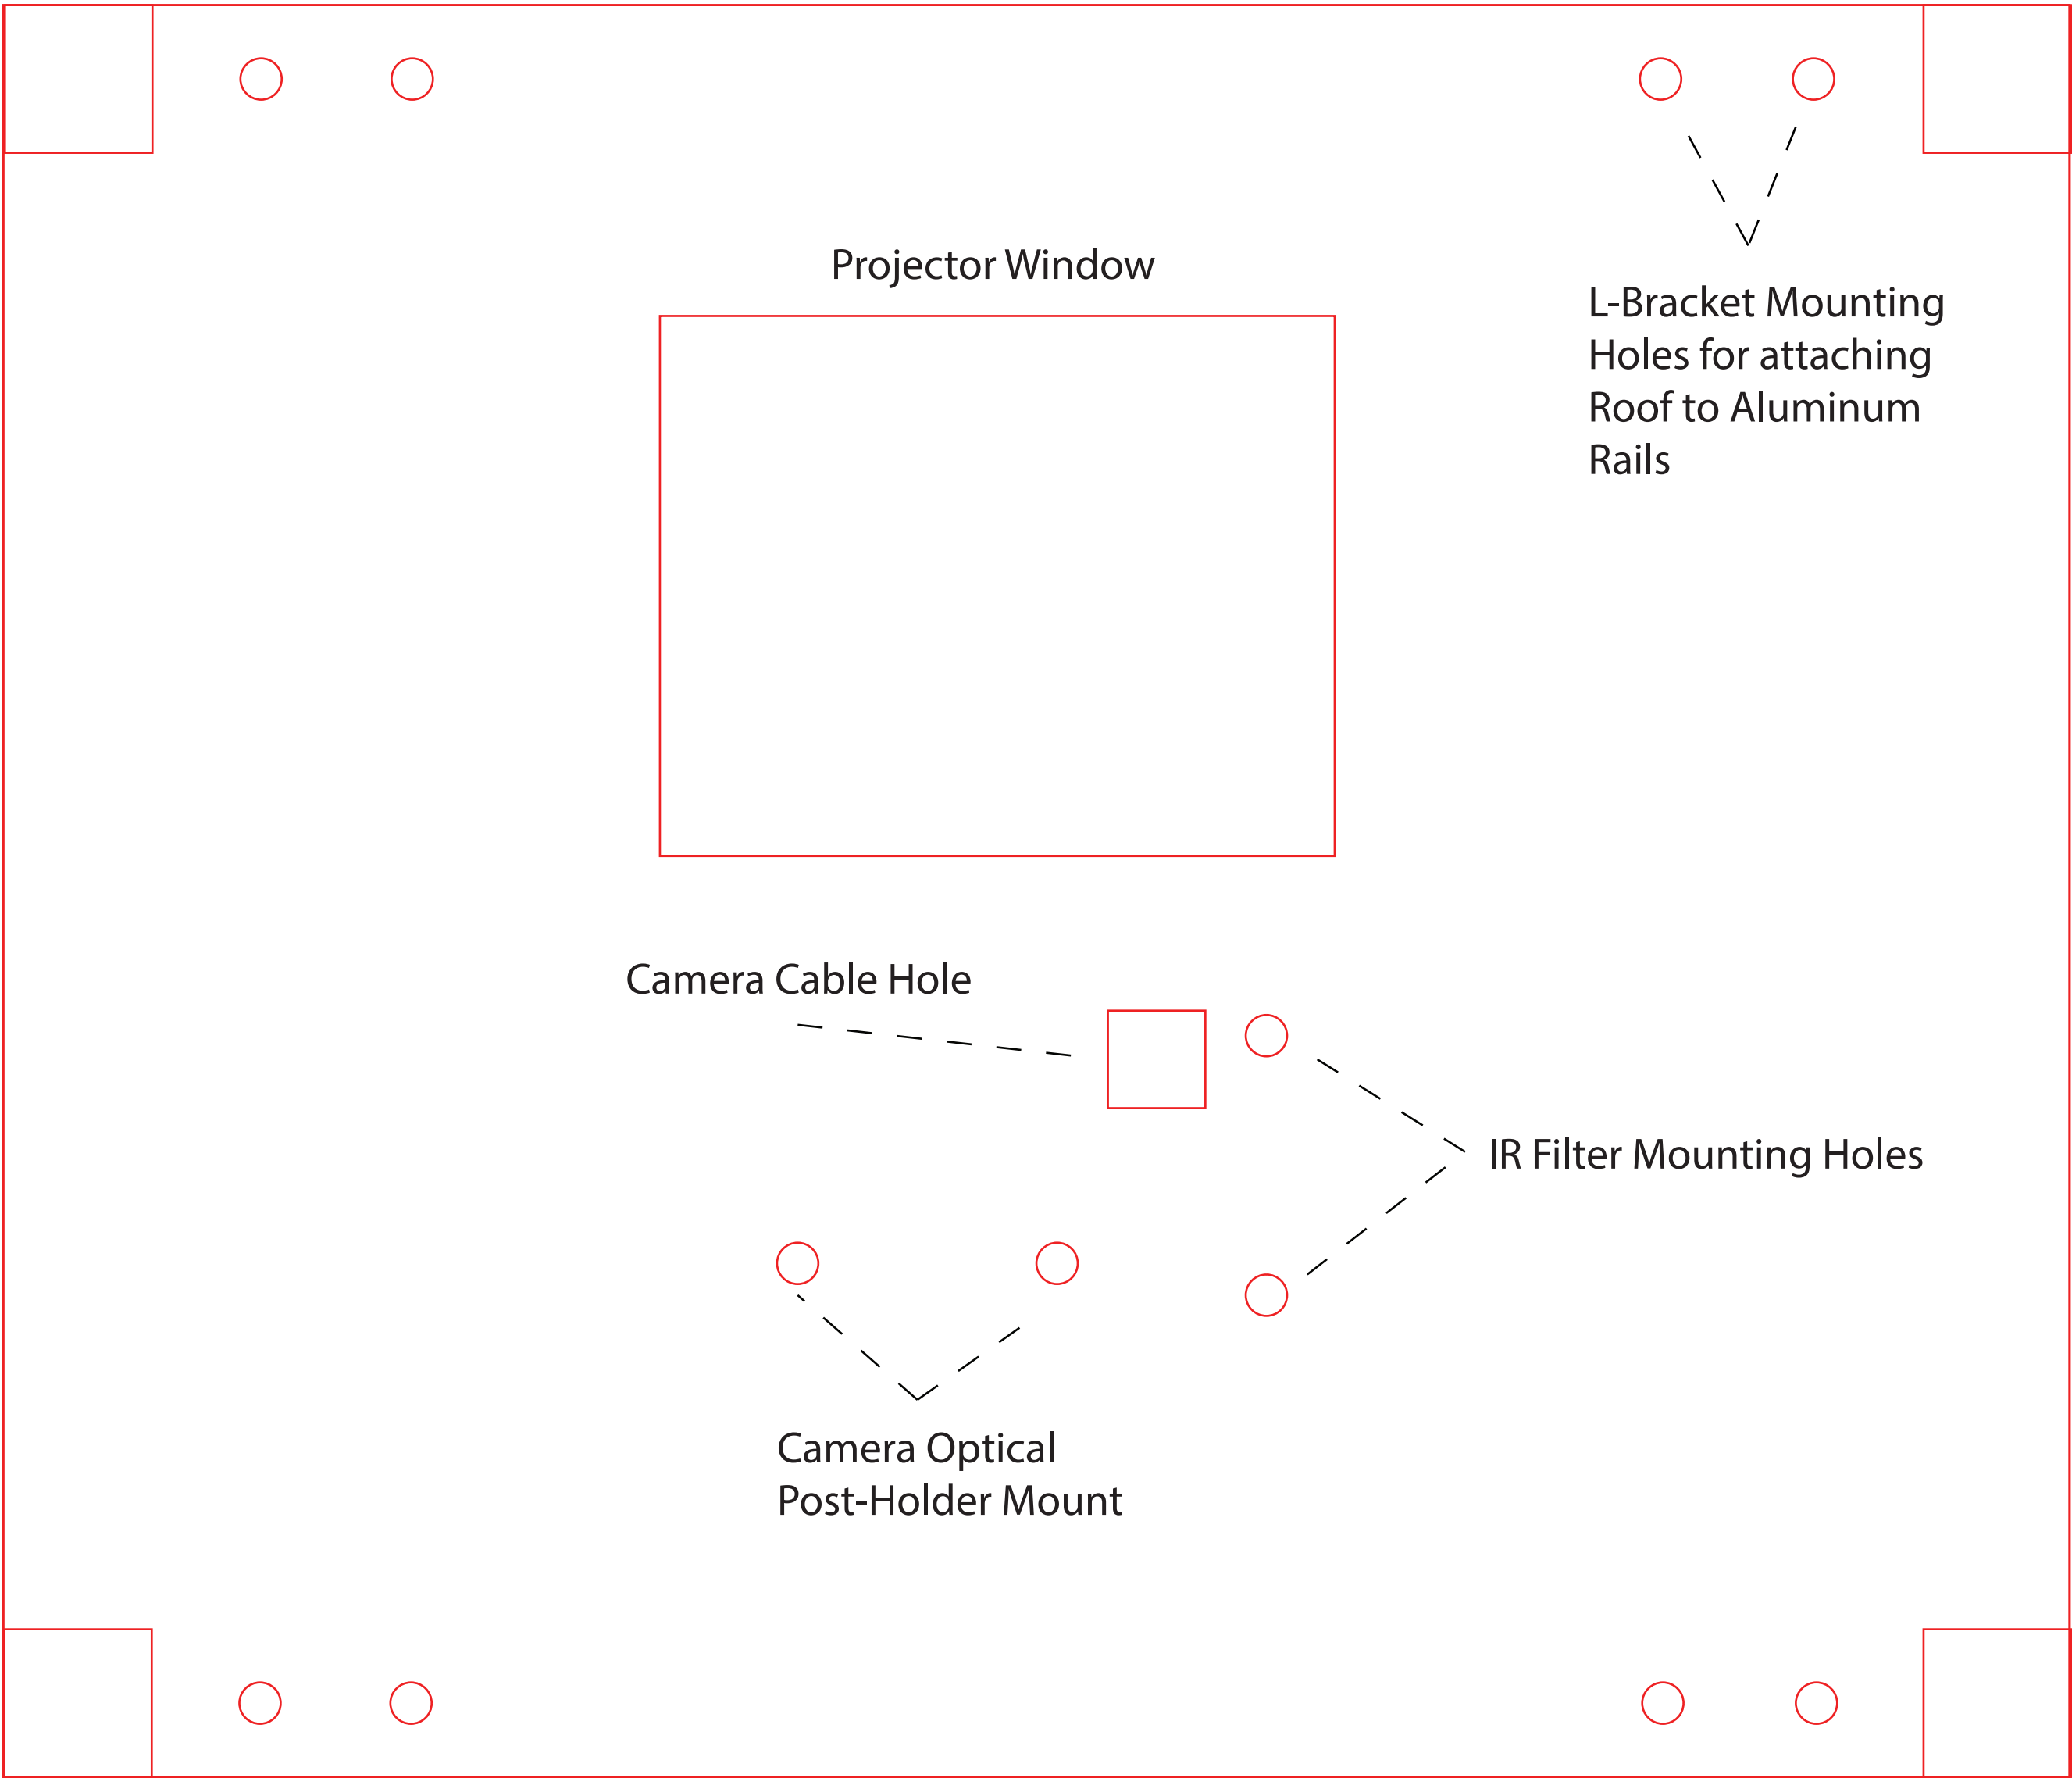 Projector Window
L-Bracket Mounting
Holes for attaching
Roof to Aluminum
Rails
Camera Cable Hole
IR Filter Mounting Holes
Camera Optical
Post-Holder Mount